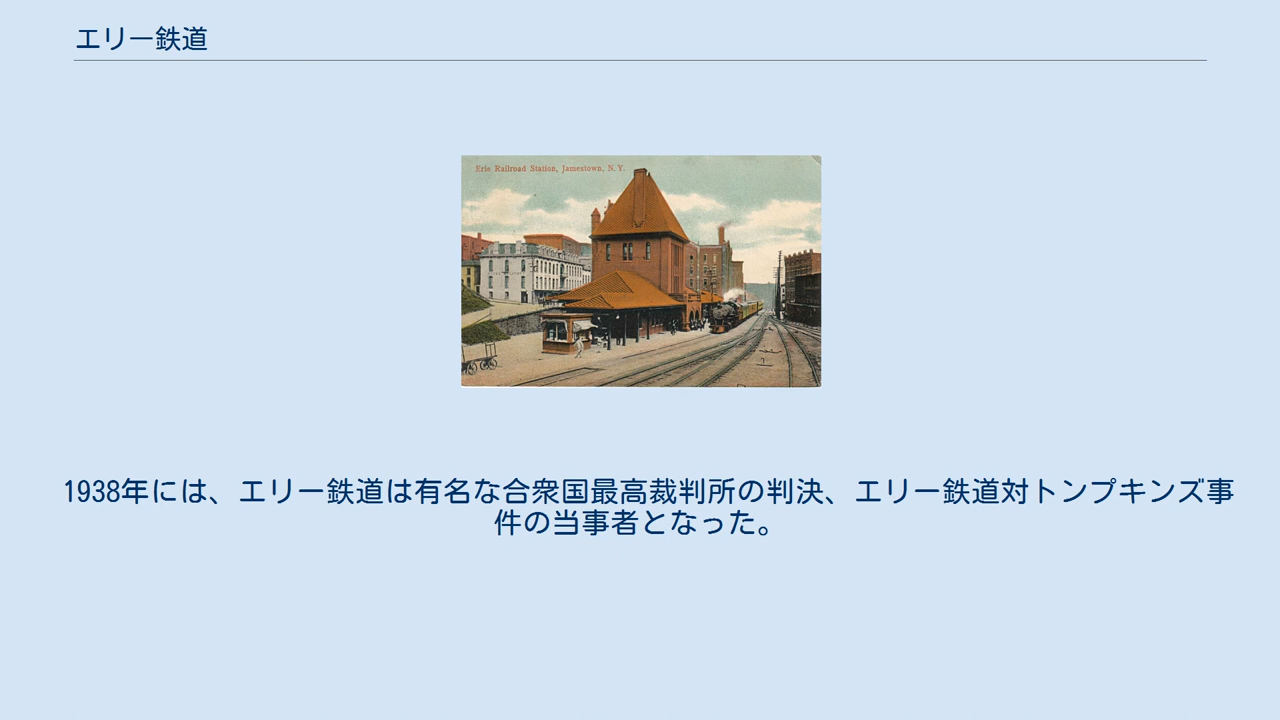 エリー鉄道
Erie Railroad Station, Jamestown, N.Y.
1938年には、エリー鉄道は有名な合衆国最高裁判所の判決、エリー鉄道対トンプキンズ事
件の当事者となった。